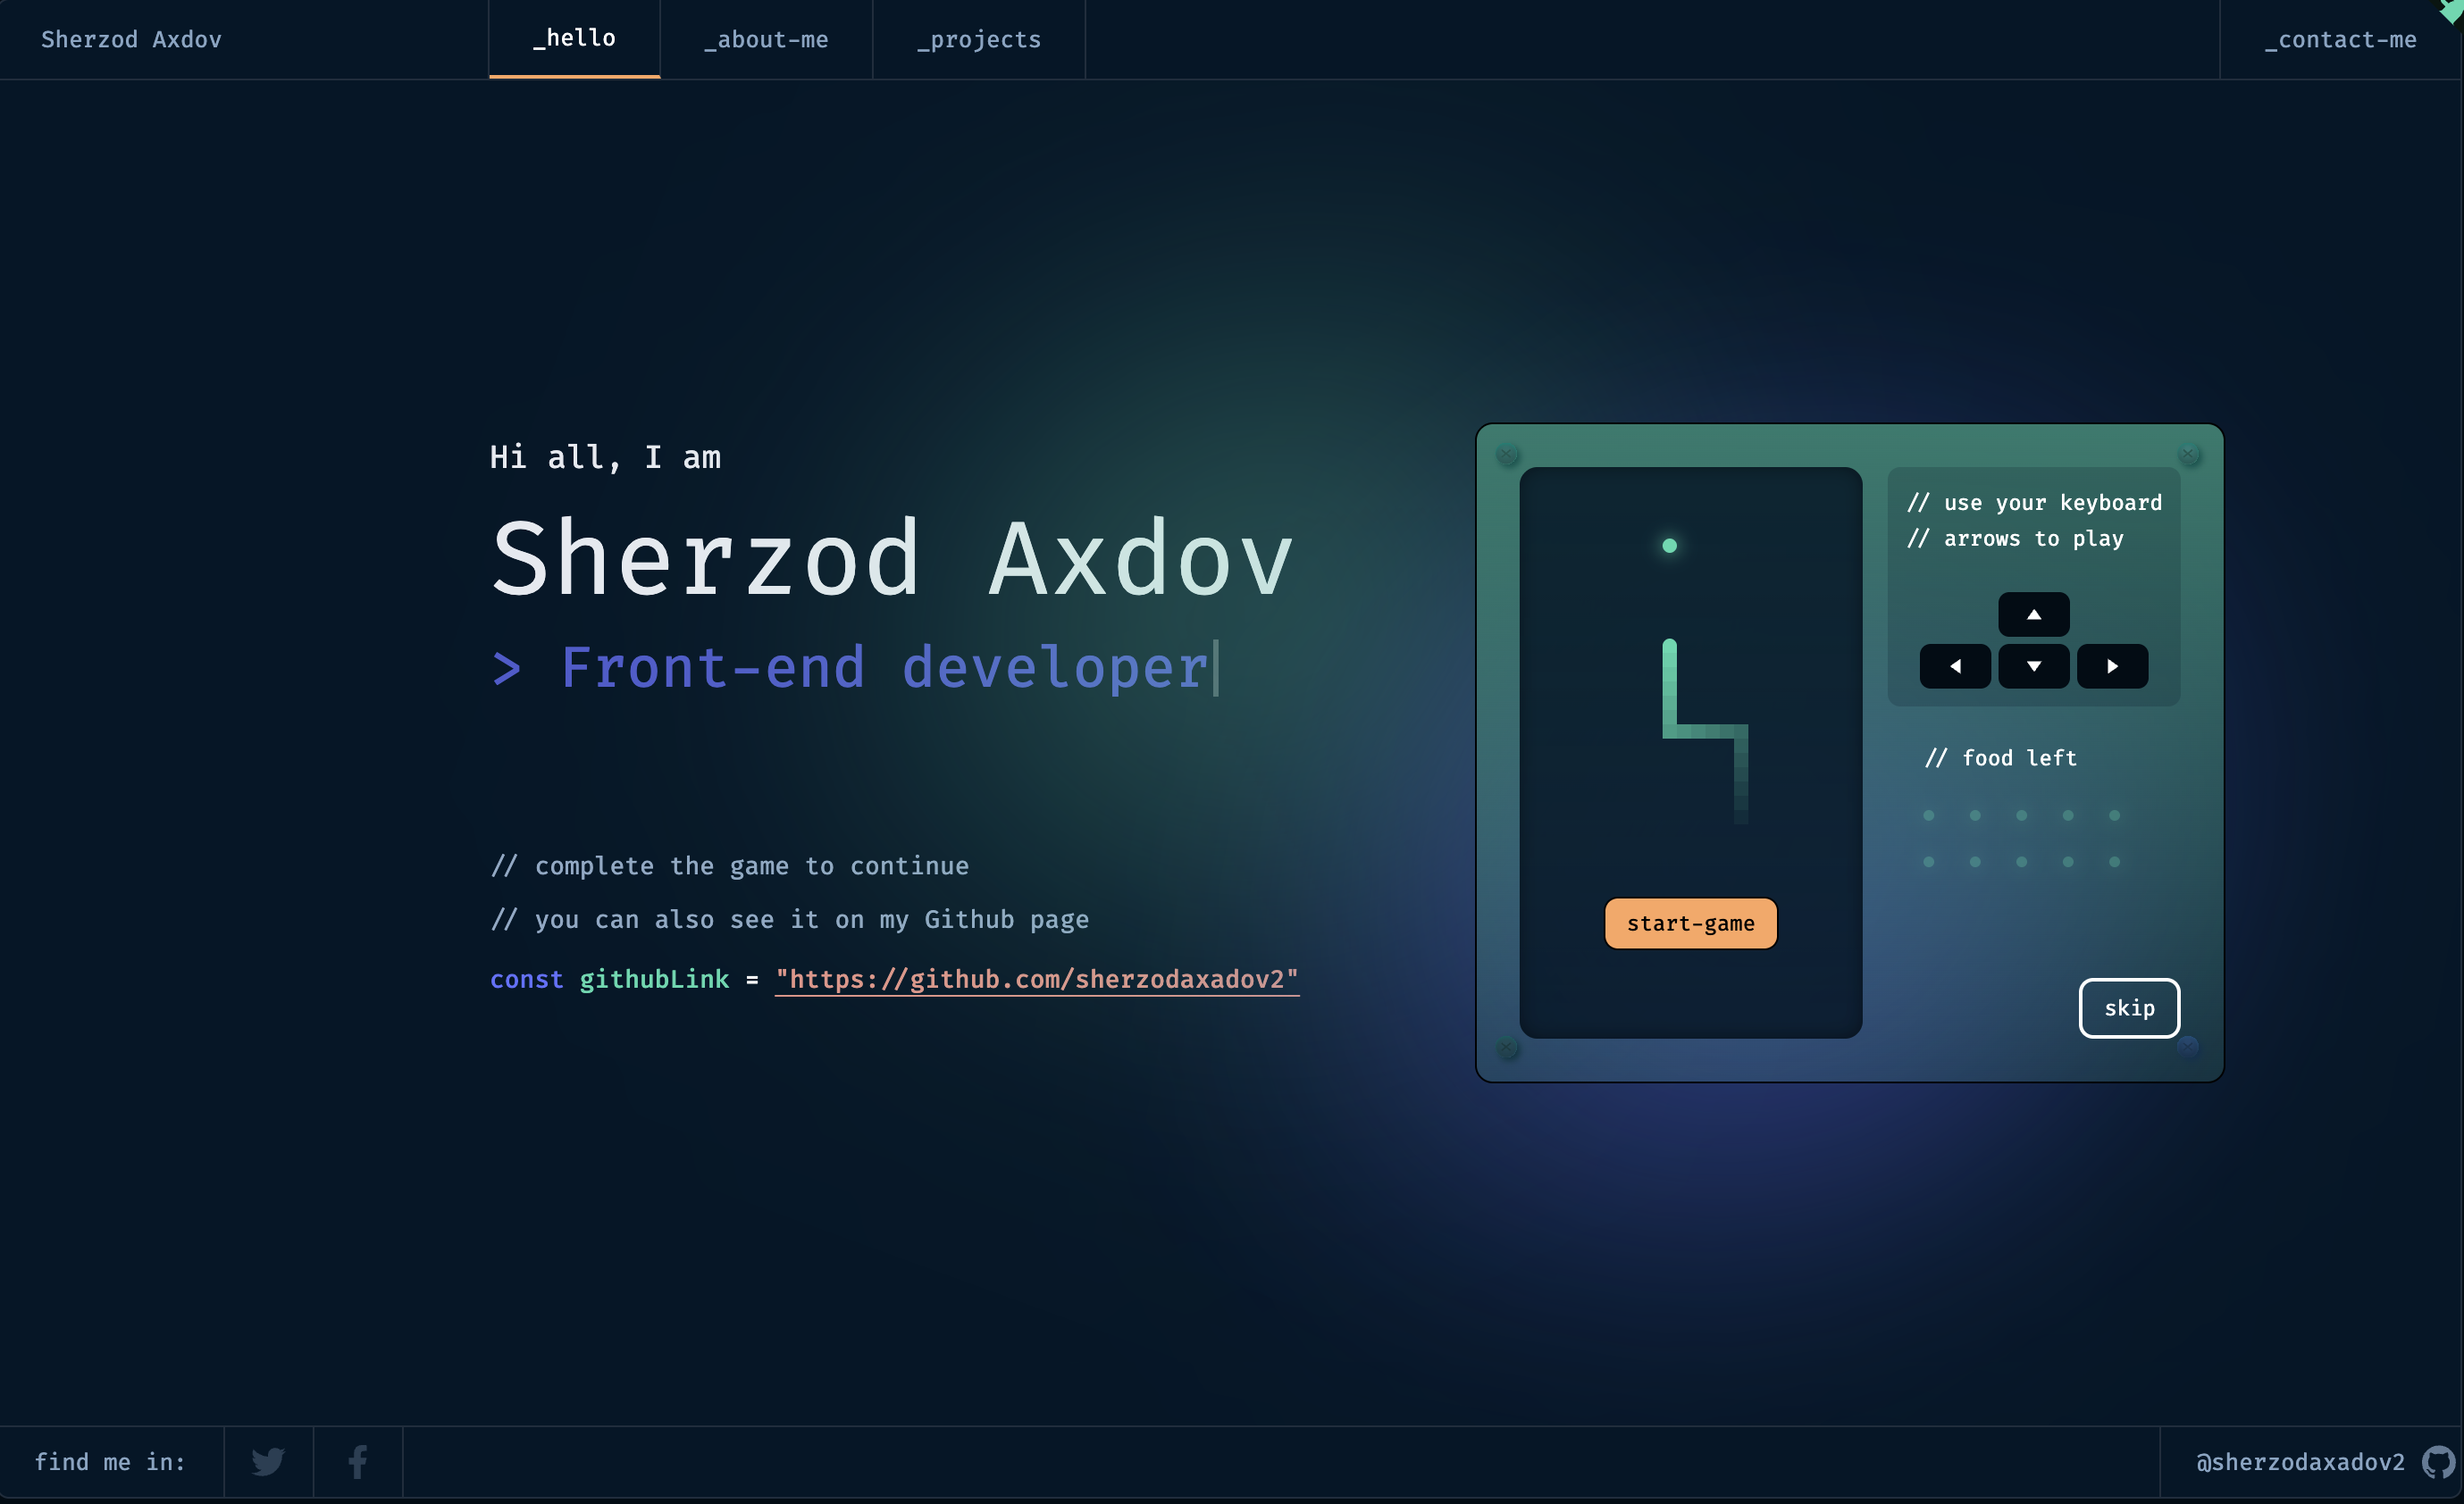 Sherzod Axdov
_hello
_about-me
_projects
_contact-me
Hi all, I am
Sherzod Axdov
> Front-end developer
// complete the game to continue
// you can also see it on my Github page
const githubLink = "https://github.com/sherzodaxadov2"
// use your keyboard
// arrows to play
// food left
start-game
skip
find me in:
@sherzodaxadov2